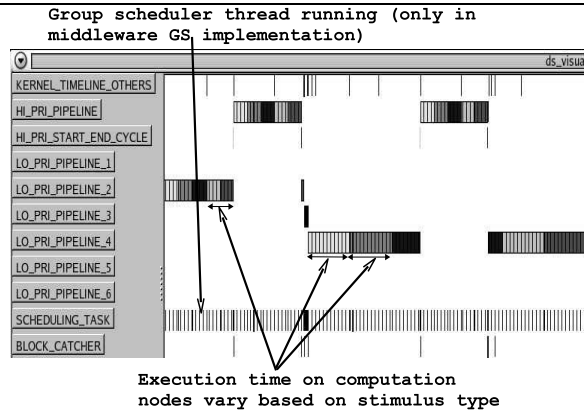 Group scheduler thread running (only in
middleware GS implementation)
ds_visua
KERNEL_TIMELINE_OTHERS
HI_PRI_PIPELINE
HI_PRI_START_END_CYCLE
LO_PRI_PIPELINE_1
LO_PRI_PIPELINE_2
LO_PRI_PIPELINE_3
LO_PRI_PIPELINE_4
LO_PRI_PIPELINE_5
LO_PRI_PIPELINE_6
SCHEDULING_TASK
BLOCK_CATCHER
Execution time on computation
nodes vary based on stimulus type